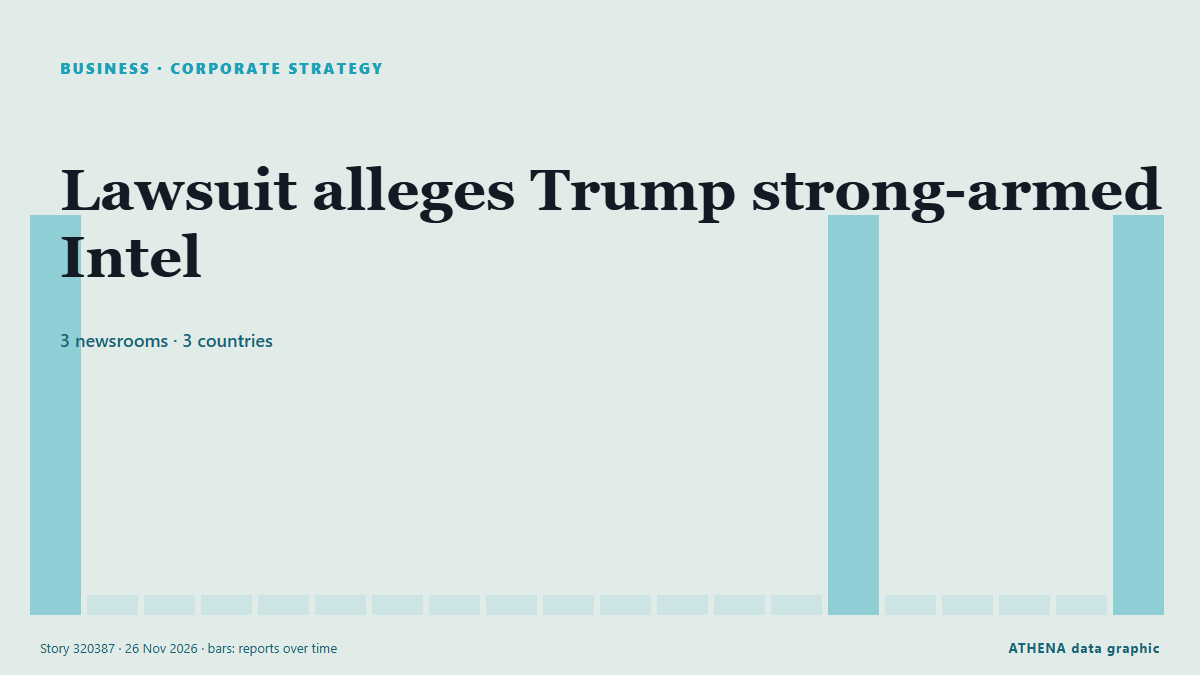 BUSINESS · CORPORATE STRATEGY
Lawsuit alleges Trump strong-armed
Intel
3 newsrooms · 3 countries
Story 320387 · 26 Nov 2026 · bars: reports over time
ATHENA data graphic